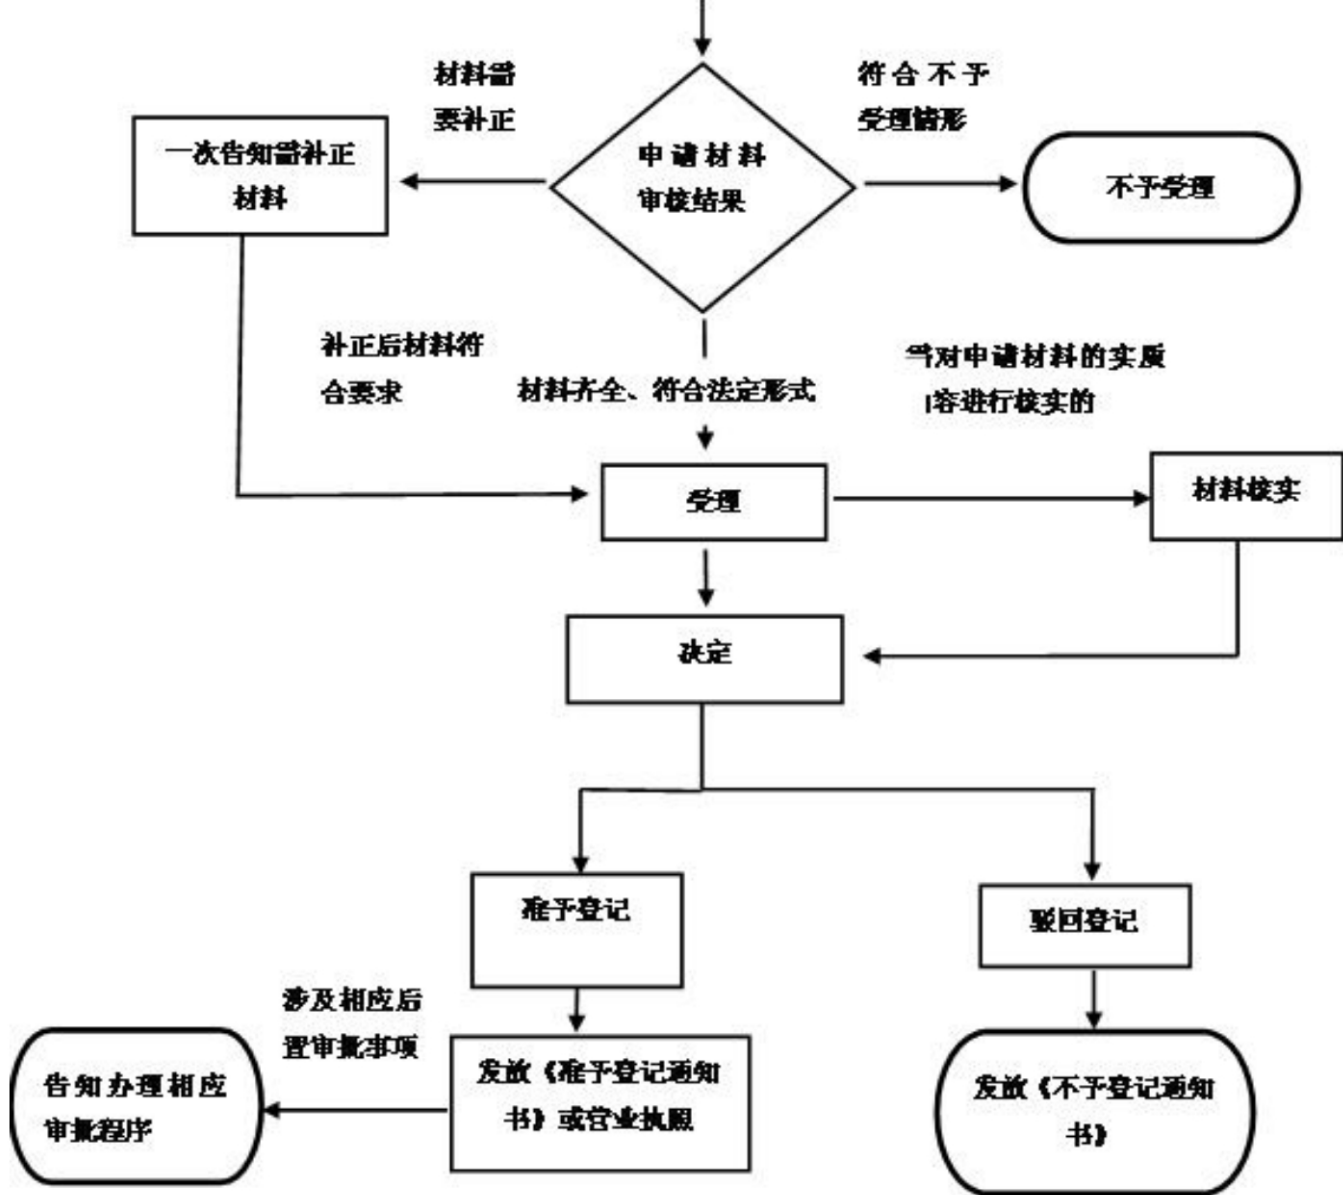 材料需
要补正
符合不予
受理情形
一次告知需补正
材料
申请材料
审核结果
不予受理
补正后材料符
合要求
材料齐全、符合法定形式
对申请材料的实质
容进行核实的
受理
材料核实
决定
准予登记
驳回登记
涉及相应后
置审批事项
告知办理相应
审批程序
发放《准予登记通知
书》或营业执照
发放《不予登记通知
书》